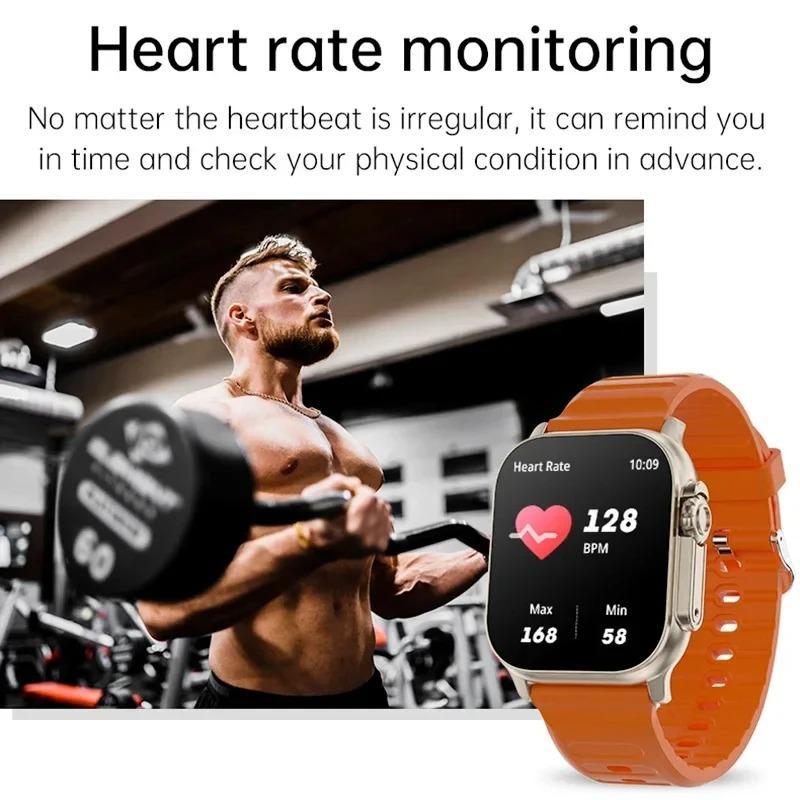 Heart rate monitoring
No matter the heartbeat is irregular, it can remind you
in time and check your physical condition in advance.
60
Heart Rate 10:09
128
BPM
Max Min
168 58